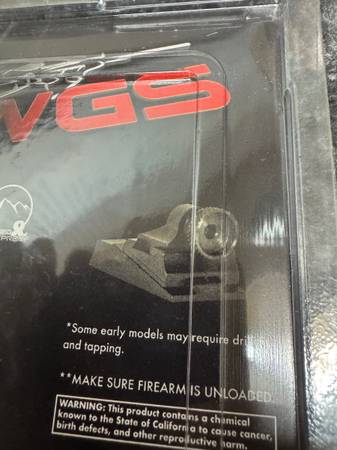 WGS
*Some early models may require dri
and tapping.
**MAKE SURE FIREARM IS UNLOADED.
WARNING: This product contains a chemical
known to the State of California to cause cancer,
birth defects, and other reproductive harm.